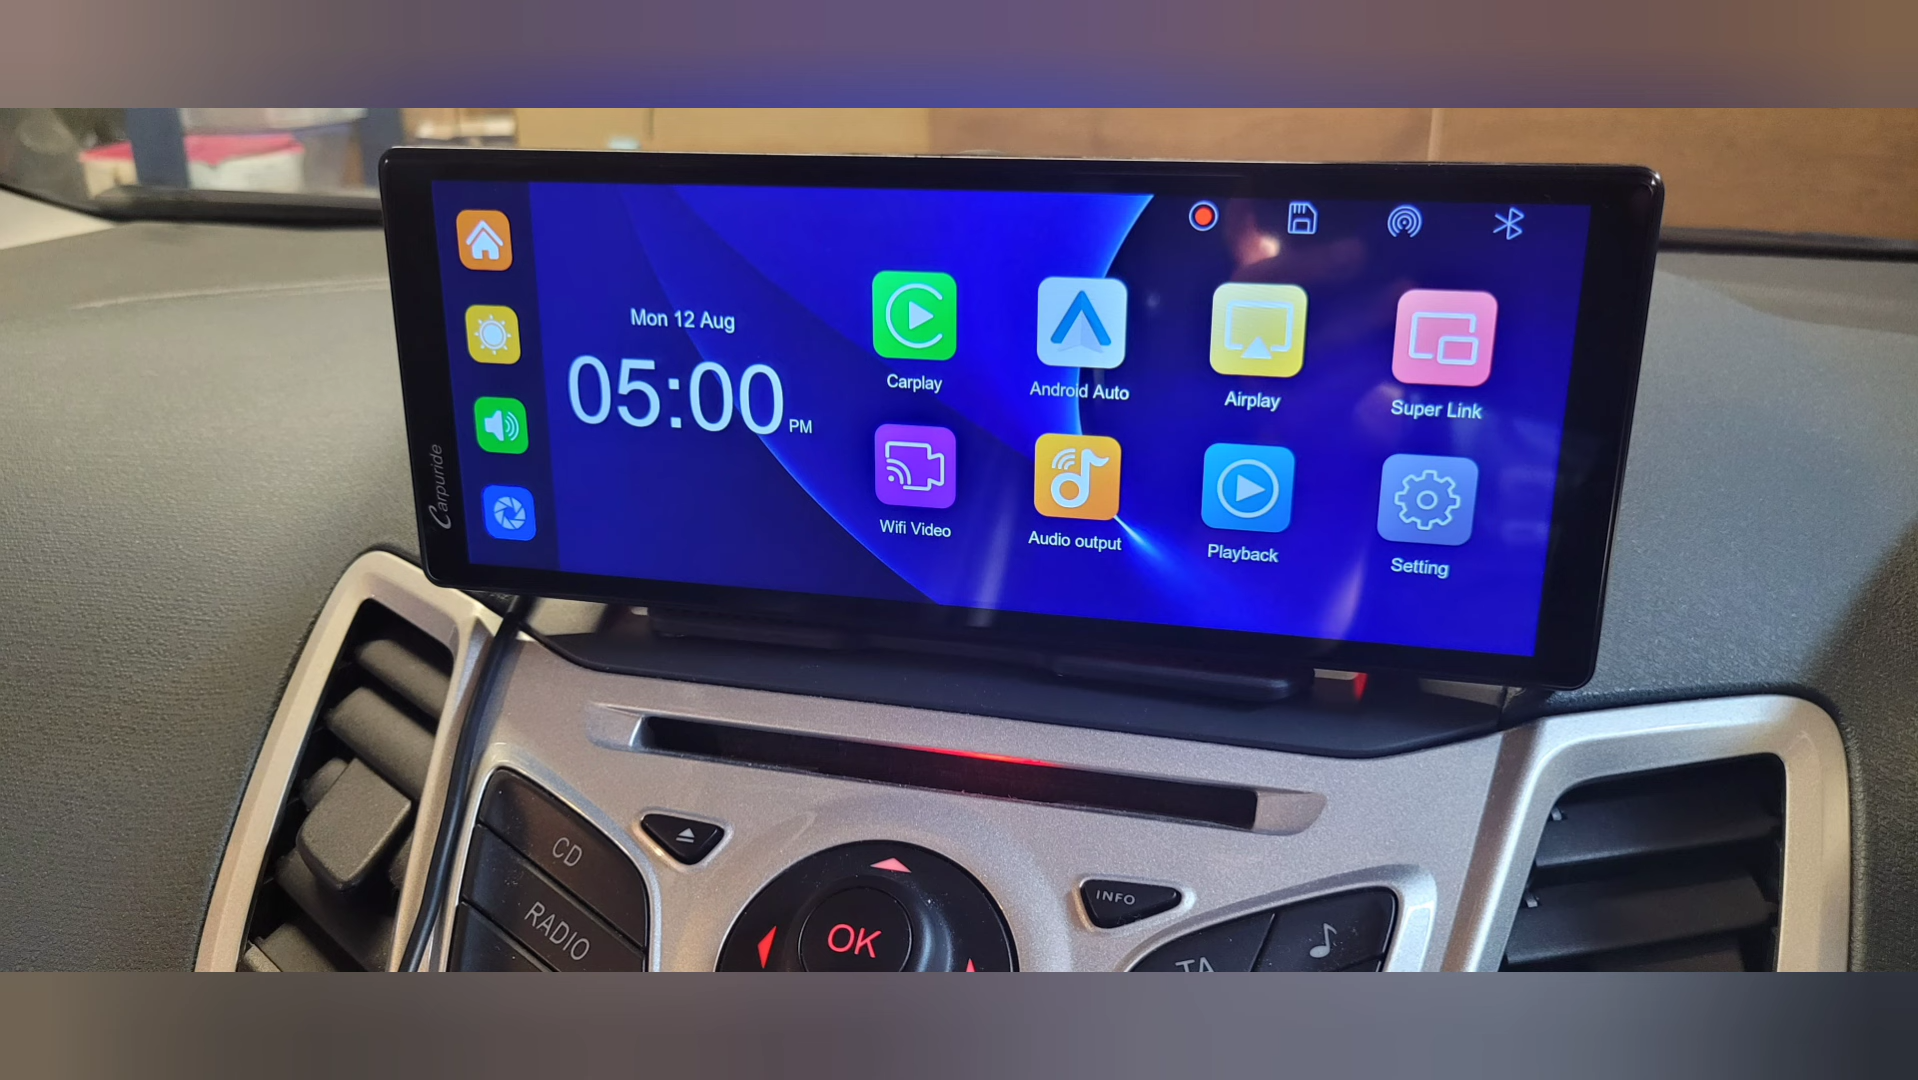 Mon 12 Aug
05:00 PM
Carplay
Android Auto
Airplay
Super Link
Wifi Video
Audio output
Playback
Setting
Carpuride
CD
RADIO
OK
INFO
TA